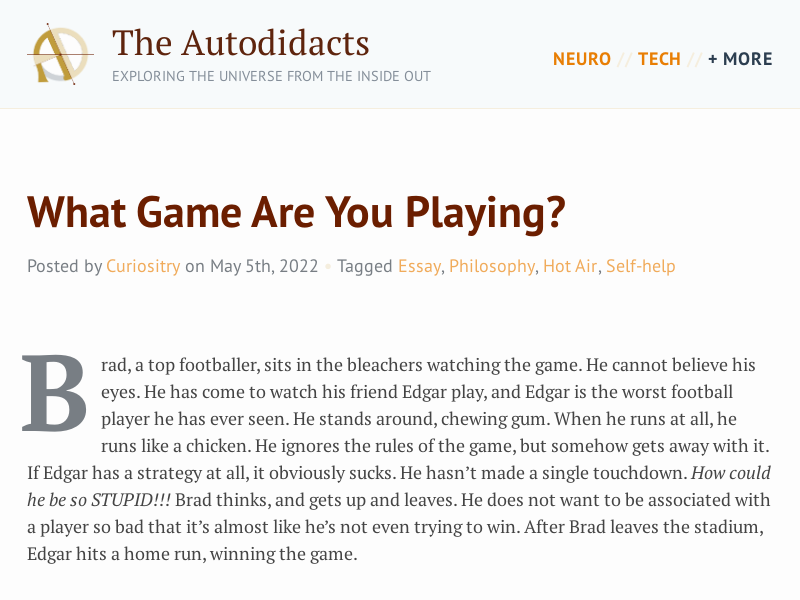 The Autodidacts
EXPLORING THE UNIVERSE FROM THE INSIDE OUT
NEURO // TECH // + MORE
What Game Are You Playing?
Posted by Curiositry on May 5th, 2022 • Tagged Essay, Philosophy, Hot Air, Self-help
Brad, a top footballer, sits in the bleachers watching the game. He cannot believe his
eyes. He has come to watch his friend Edgar play, and Edgar is the worst football
player he has ever seen. He stands around, chewing gum. When he runs at all, he
runs like a chicken. He ignores the rules of the game, but somehow gets away with it.
If Edgar has a strategy at all, it obviously sucks. He hasn’t made a single touchdown. How could
he be so STUPID!!! Brad thinks, and gets up and leaves. He does not want to be associated with
a player so bad that it’s almost like he’s not even trying to win. After Brad leaves the stadium,
Edgar hits a home run, winning the game.